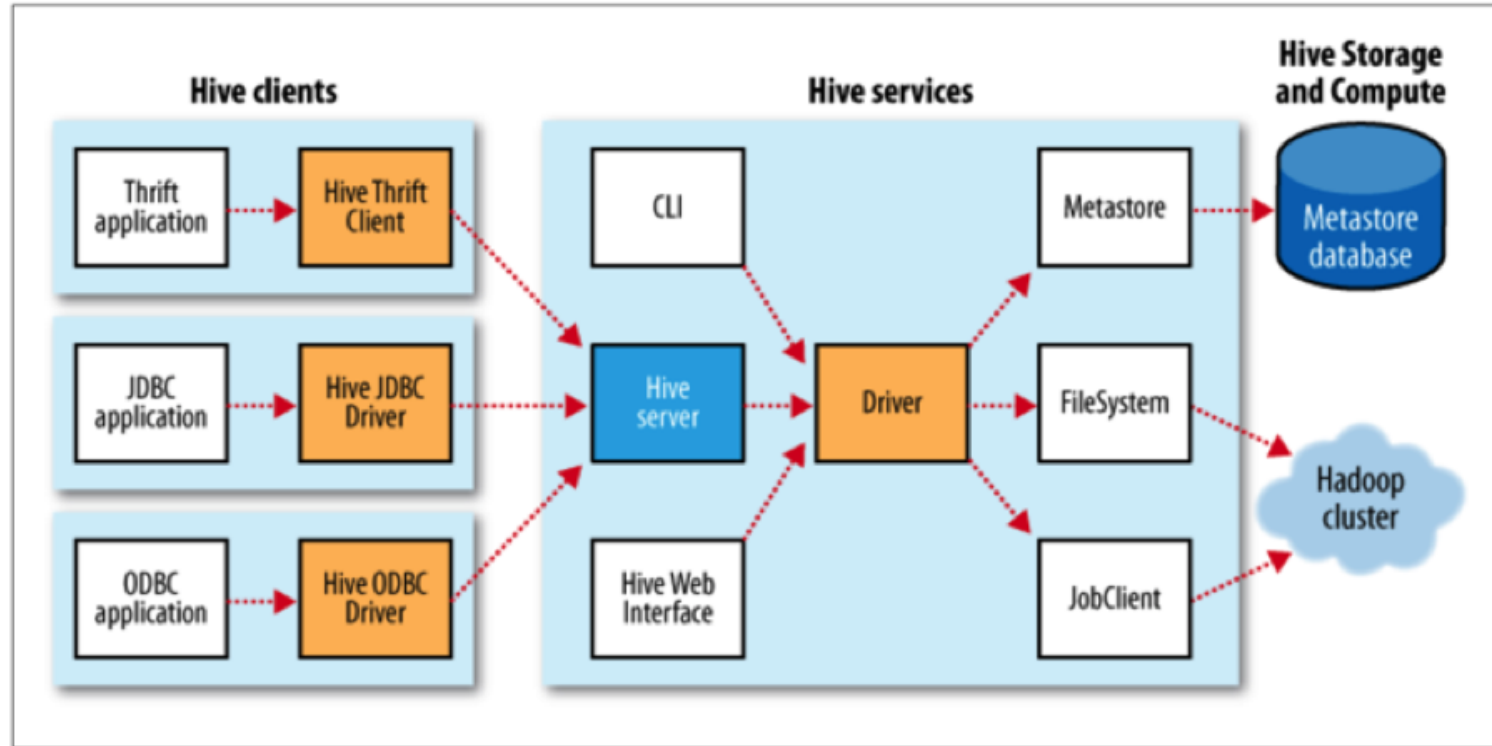 Hive clients
Thrift
application
Hive Thrift
Client
JDBC
application
Hive JDBC
Driver
ODBC
application
Hive ODBC
Driver
Hive services
CLI
Hive
server
Hive Web
Interface
Driver
Metastore
FileSystem
JobClient
Hive Storage
and Compute
Metastore
database
Hadoop
cluster